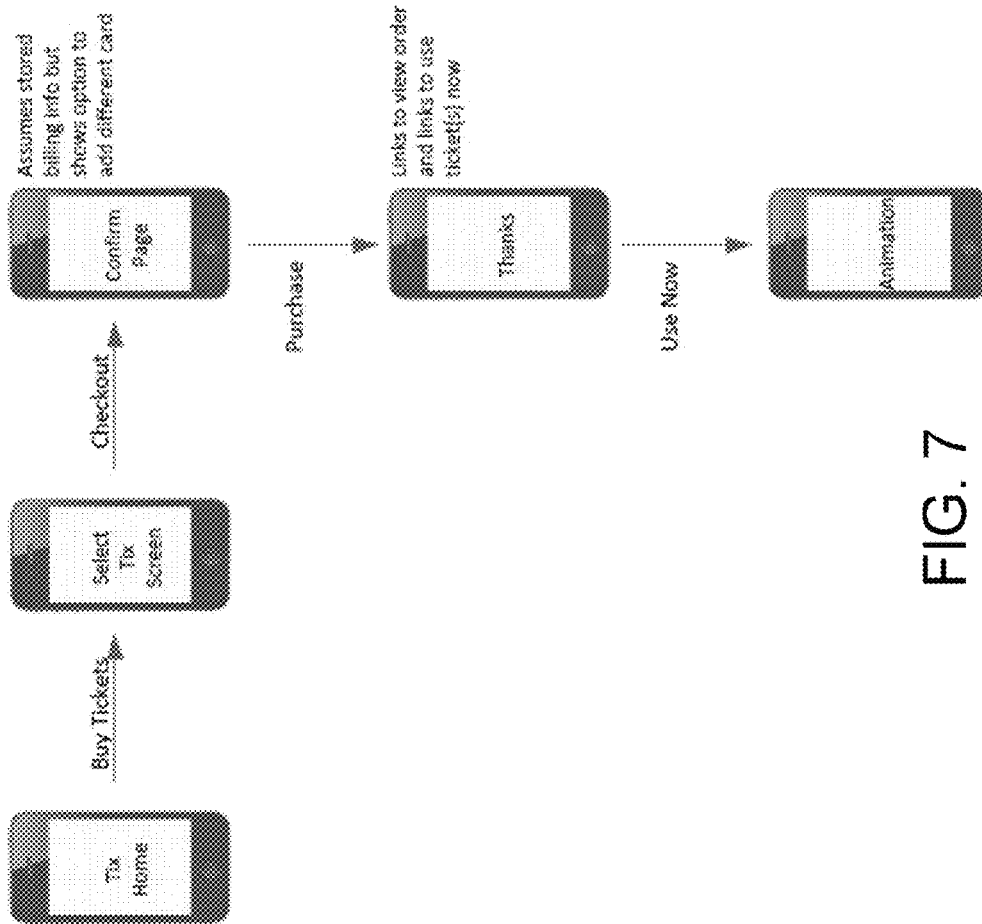 Tix
Home
Buy Tickets
Select
Tix
Screen
Checkout
Confirm
Page
Assumes stored
billing info but
shows option to
add different card
Purchase
Thanks
Links to view order
and links to use
ticket[s] now
Use Now
Animation
FIG. 7